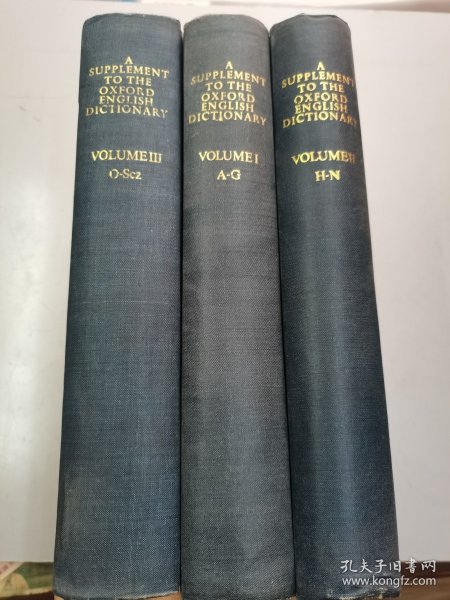 A
SUPPLEMENT
TO THE
OXFORD
ENGLISH
DICTIONARY
VOLUME III
O-Scz
A
SUPPLEMENT
TO THE
OXFORD
ENGLISH
DICTIONARY
VOLUME I
A-G
A
SUPPLEMENT
TO THE
OXFORD
ENGLISH
DICTIONARY
VOLUME II
H-N
孔夫子旧书网
www.kongfz.com